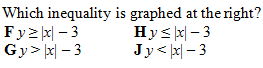 Which inequality is graphed at the right?
F y ≥ |x| − 3 H y ≤ |x| − 3
G y > |x| − 3 J y < |x| − 3